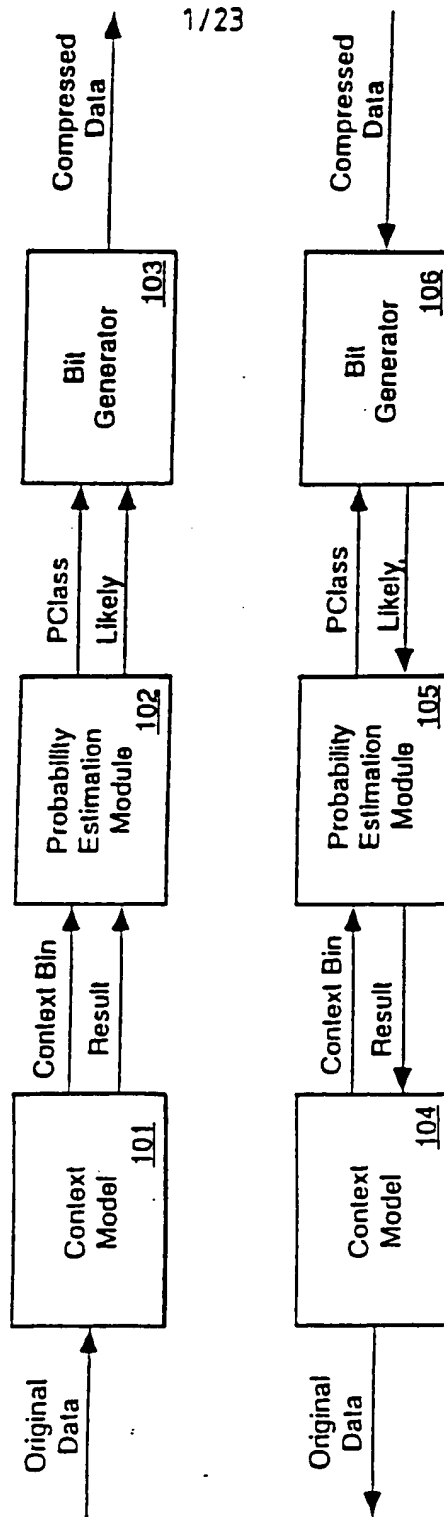 1/23
Original
Data
Context
Model
101
Context Bin
Result
Probability
Estimation
Module
102
PClass
Likely
Bit
Generator
103
Compressed
Data
Original
Data
Context
Model
104
Context Bin
Result
Probability
Estimation
Module
105
PClass
Likely
Bit
Generator
106
Compressed
Data